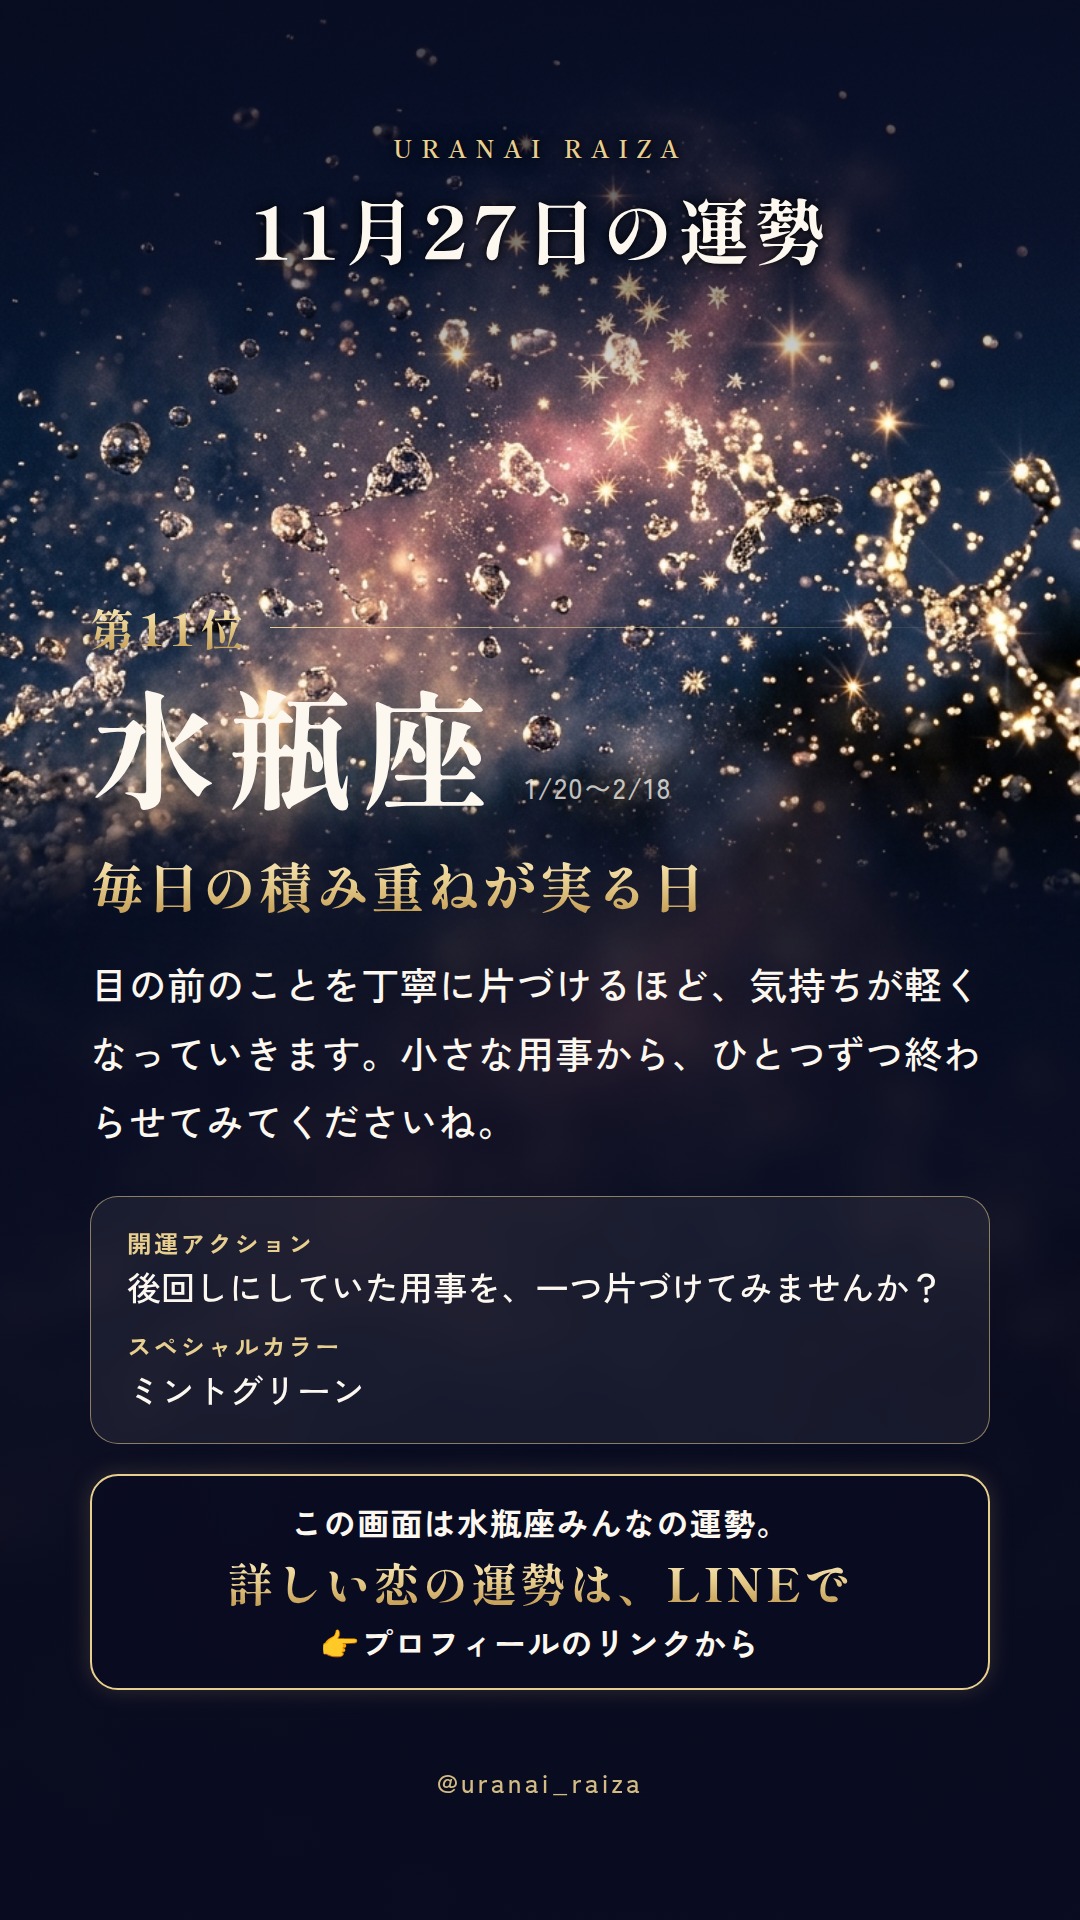 URANAI RAIZA
11月27日の運勢
第11位
水瓶座 1/20〜2/18
毎日の積み重ねが実る日
目の前のことを丁寧に片づけるほど、気持ちが軽く
なっていきます。小さな用事から、ひとつずつ終わ
らせてみてくださいね。
開運アクション
後回しにしていた用事を、一つ片づけてみませんか？
スペシャルカラー
ミントグリーン
この画面は水瓶座みんなの運勢。
詳しい恋の運勢は、LINEで
👉プロフィールのリンクから
@uranai_raiza